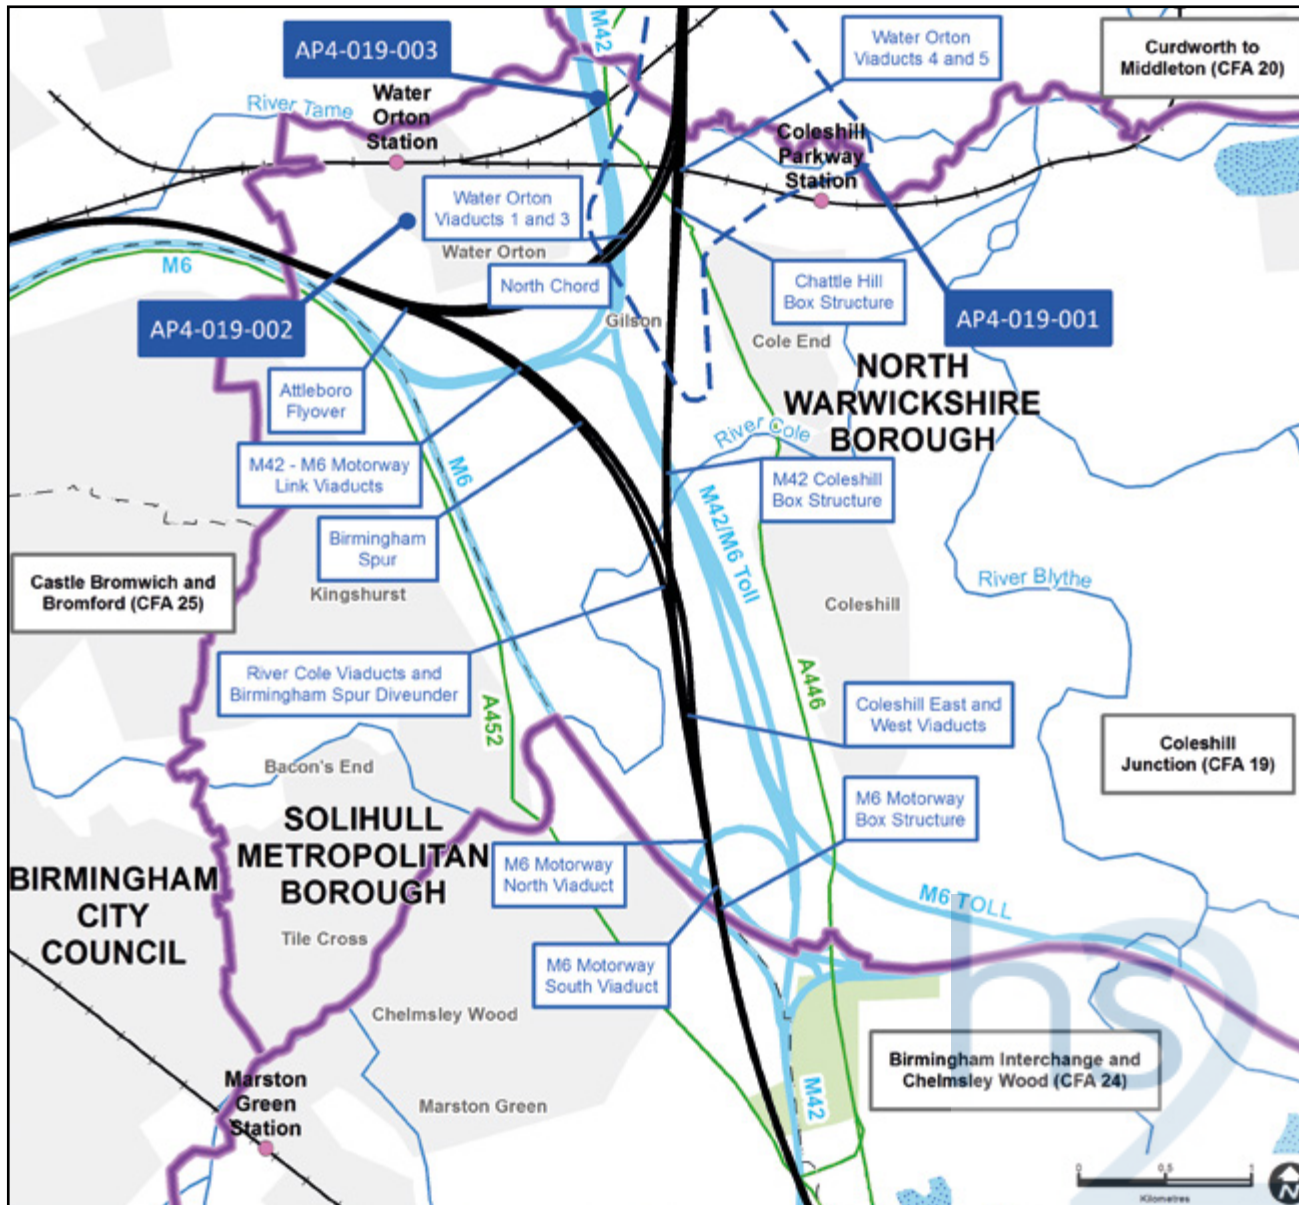 M42
AP4-019-003
Water Orton
Viaducts 4 and 5
Curdworth to
Middleton (CFA 20)
River Tame
Water
Orton
Station
Coleshill
Parkway
Station
Water Orton
Viaducts 1 and 3
Water Orton
M6
North Chord
Chattle Hill
Box Structure
AP4-019-002
Gilson
AP4-019-001
Cole End
Attleboro
Flyover
NORTH
WARWICKSHIRE
BOROUGH
River Cole
M42 - M6 Motorway
Link Viaducts
M6
M42 Coleshill
Box Structure
M42/M6 Toll
Birmingham
Spur
Castle Bromwich and
Bromford (CFA 25)
Kingshurst
River Blythe
Coleshill
River Cole Viaducts and
Birmingham Spur Diveunder
A452
A446
Coleshill East and
West Viaducts
Coleshill
Junction (CFA 19)
Bacon's End
SOLIHULL
METROPOLITAN
BOROUGH
M6 Motorway
Box Structure
M6 Motorway
North Viaduct
BIRMINGHAM
CITY
COUNCIL
M6 TOLL
Tile Cross
M6 Motorway
South Viaduct
hs2
Chelmsley Wood
Birmingham Interchange and
Chelmsley Wood (CFA 24)
Marston
Green
Station
Marston Green
M42
0 0.5 1
Kilometres
N